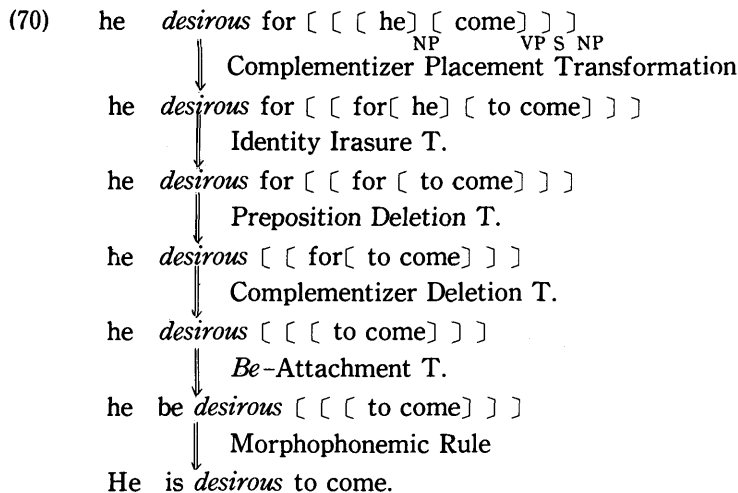 (70) he desirous for〔〔〔he〕〔come〕〕〕
NP VP S NP
Complementizer Placement Transformation
he desirous for〔〔for〔he〕〔to come〕〕〕
Identity Irasure T.
he desirous for〔〔for〔to come〕〕〕
Preposition Deletion T.
he desirous〔〔for〔to come〕〕〕
Complementizer Deletion T.
he desirous〔〔〔to come〕〕〕
Be-Attachment T.
he be desirous〔〔〔to come〕〕〕
Morphophonemic Rule
He is desirous to come.